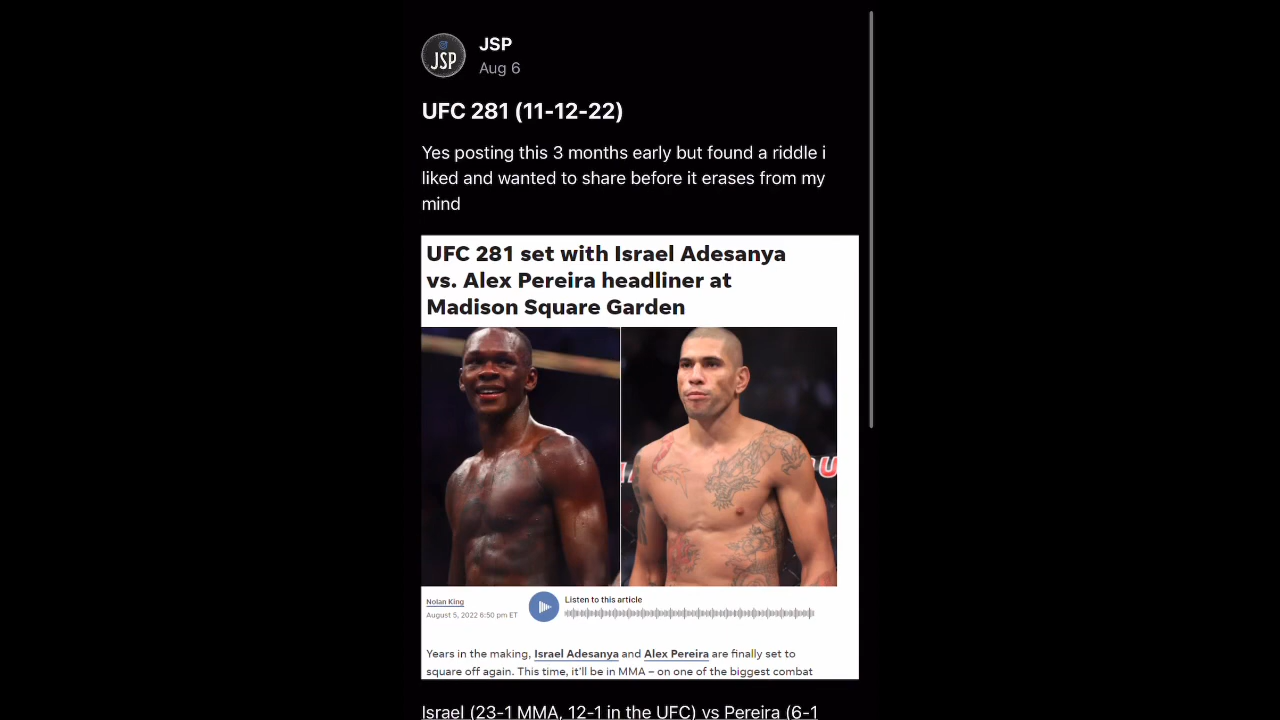 JSP
JSP
Aug 6
UFC 281 (11-12-22)
Yes posting this 3 months early but found a riddle i
liked and wanted to share before it erases from my
mind
UFC 281 set with Israel Adesanya
vs. Alex Pereira headliner at
Madison Square Garden
Nolan King
August 5, 2022 6:50 pm ET
Listen to this article
Years in the making, Israel Adesanya and Alex Pereira are finally set to
square off again. This time, it'll be in MMA – on one of the biggest combat
Israel (23-1 MMA, 12-1 in the UFC) vs Pereira (6-1